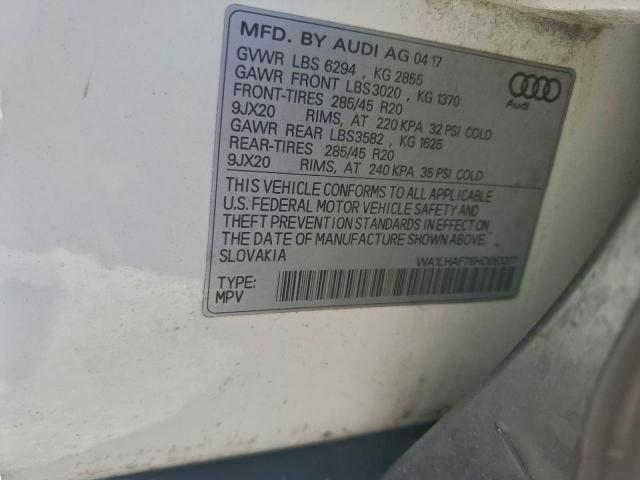 MFD. BY AUDI AG 04 17
GVWR LBS 6294 , KG 2855
GAWR FRONT LBS3020 , KG 1370
FRONT-TIRES 285/45 R20
9JX20 RIMS, AT 220 KPA 32 PSI COLD
GAWR REAR LBS3582 , KG 1625
REAR-TIRES 285/45 R20
9JX20 RIMS, AT 240 KPA 35 PSI COLD
Audi
THIS VEHICLE CONFORMS TO ALL APPLICABLE
U.S. FEDERAL MOTOR VEHICLE SAFETY AND
THEFT PREVENTION STANDARDS IN EFFECT ON
THE DATE OF MANUFACTURE SHOWN ABOVE.
SLOVAKIA
TYPE:
MPV